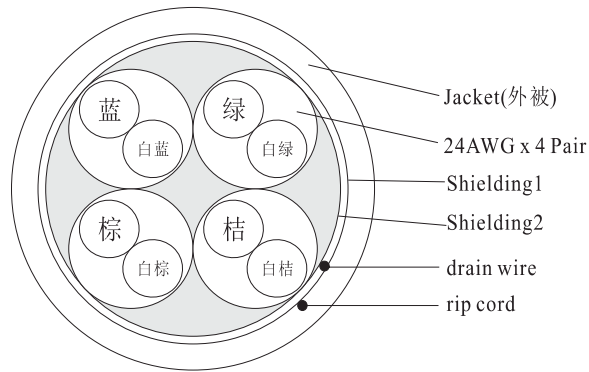 Jacket(外被)
蓝
绿
白蓝
白绿
24AWG x 4 Pair
Shielding1
Shielding2
棕
桔
白棕
白桔
drain wire
rip cord